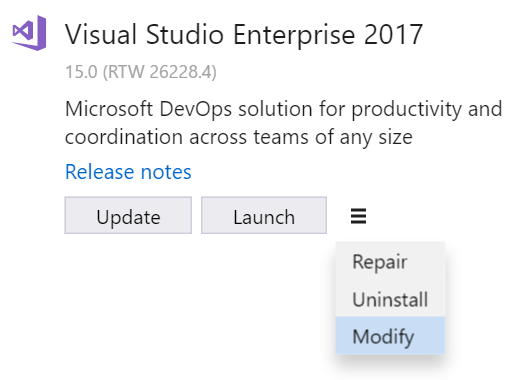 Visual Studio Enterprise 2017
15.0 (RTW 26228.4)
Microsoft DevOps solution for productivity and
coordination across teams of any size
Release notes
Update Launch
Repair
Uninstall
Modify